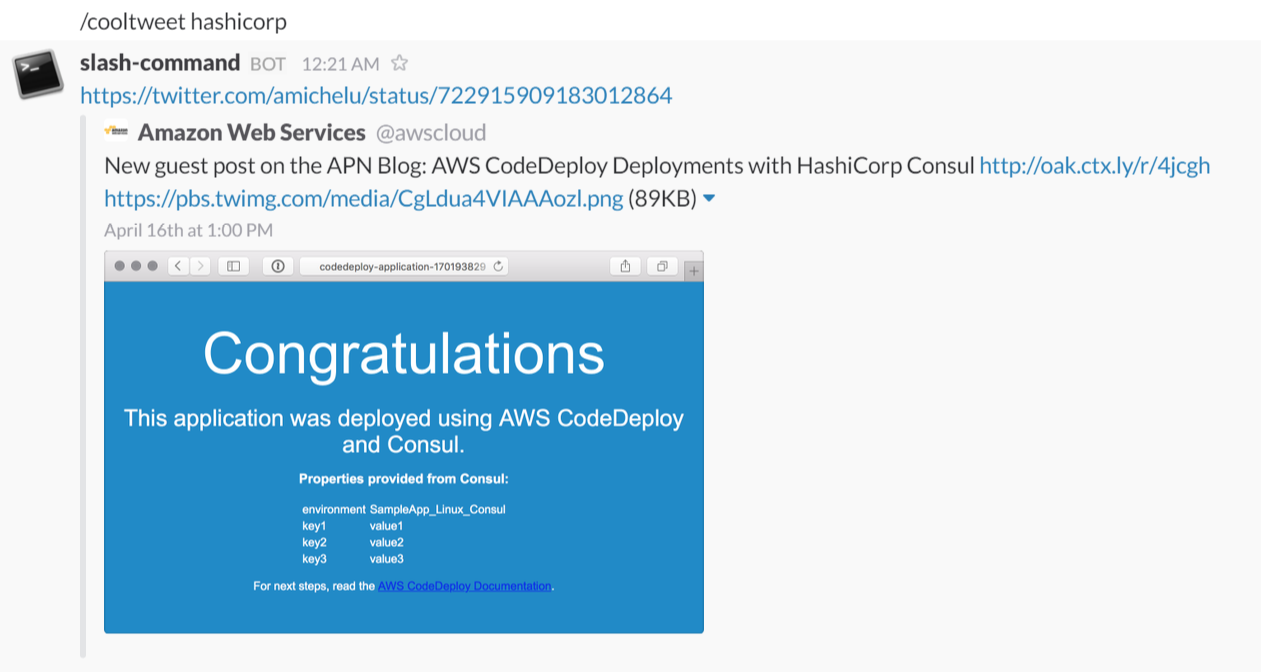 /cooltweet hashicorp
slash-command BOT 12:21 AM
https://twitter.com/amichelu/status/722915909183012864
Amazon Web Services @awscloud
New guest post on the APN Blog: AWS CodeDeploy Deployments with HashiCorp Consul http://oak.ctx.ly/r/4jcgh
https://pbs.twimg.com/media/CgLdua4VIAAAozI.png (89KB)
April 16th at 1:00 PM
codedeploy-application-170193829
Congratulations
This application was deployed using AWS CodeDeploy
and Consul.
Properties provided from Consul:
environment SampleApp_Linux_Consul
key1 value1
key2 value2
key3 value3
For next steps, read the AWS CodeDeploy Documentation.